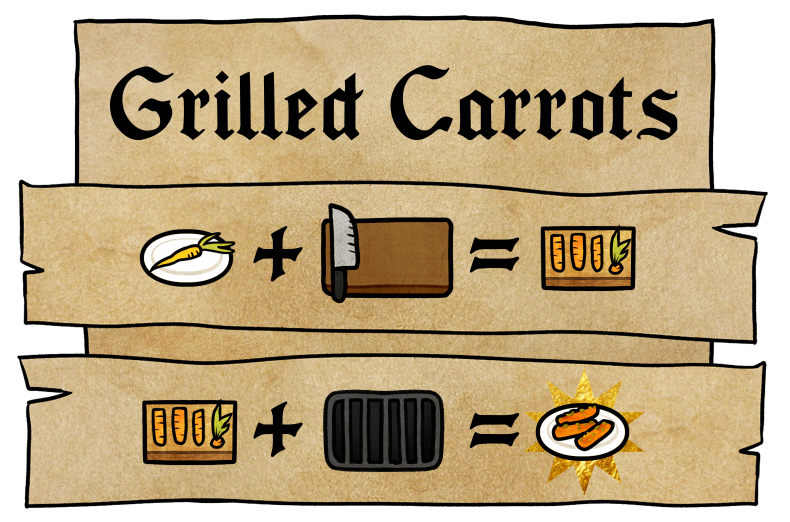 Grilled Carrots
+ =
+ =